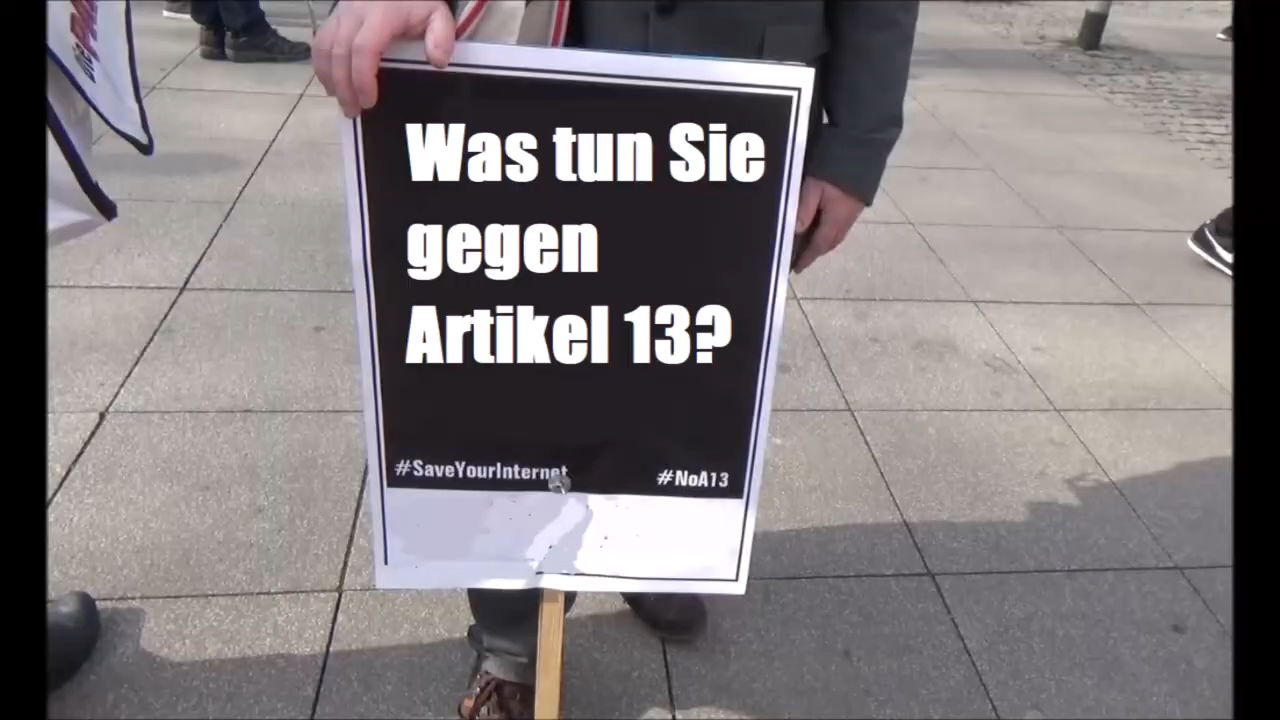 Was tun Sie
gegen
Artikel 13?
#SaveYourInternet
#NoA13